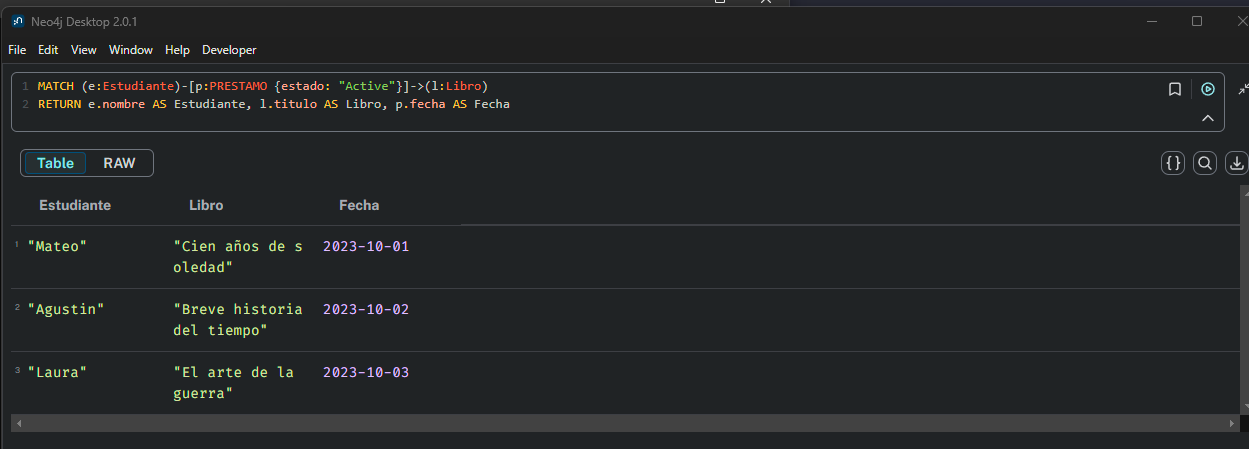 Neo4j Desktop 2.0.1
File Edit View Window Help Developer
1 MATCH (e:Estudiante)-[p:PRESTAMO {estado: "Active"}]->(l:Libro)
2 RETURN e.nombre AS Estudiante, l.titulo AS Libro, p.fecha AS Fecha
Table RAW
Estudiante Libro Fecha
1 "Mateo" "Cien años de s 2023-10-01
oledad"
2 "Agustin" "Breve historia 2023-10-02
del tiempo"
3 "Laura" "El arte de la 2023-10-03
guerra"